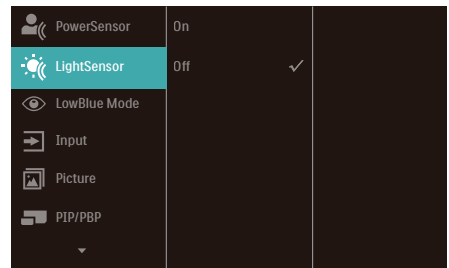 PowerSensor
On
LightSensor
Off
LowBlue Mode
Input
Picture
PIP/PBP